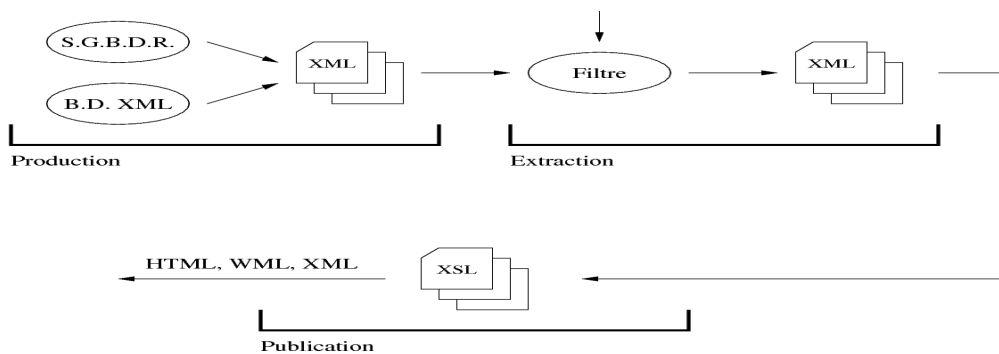 S.G.B.D.R.
XML
Filtre
XML
B.D. XML
Production
Extraction
HTML, WML, XML
XSL
Publication